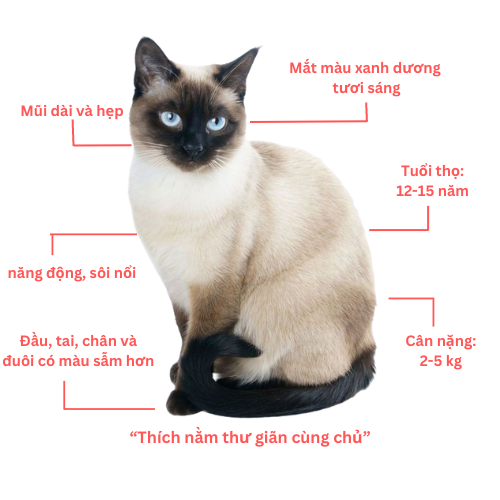 Mắt màu xanh dương
tươi sáng
Mũi dài và hẹp
Tuổi thọ:
12-15 năm
năng động, sôi nổi
Đầu, tai, chân và
đuôi có màu sẫm hơn
Cân nặng:
2-5 kg
“Thích nằm thư giãn cùng chủ”